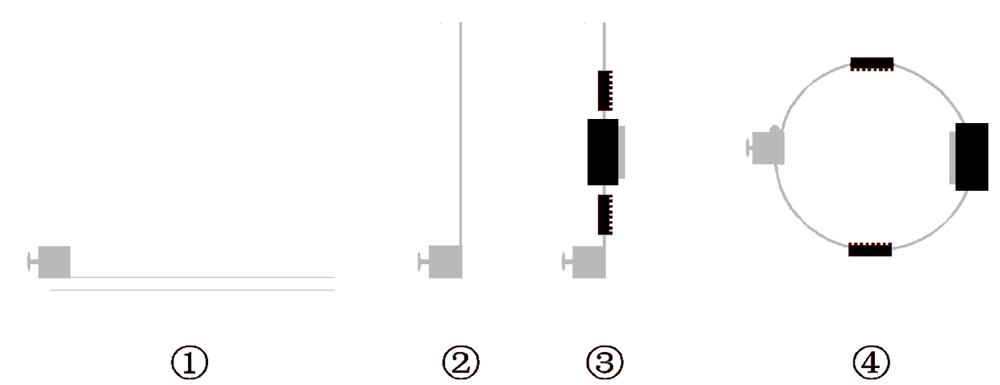 ① ② ③ ④